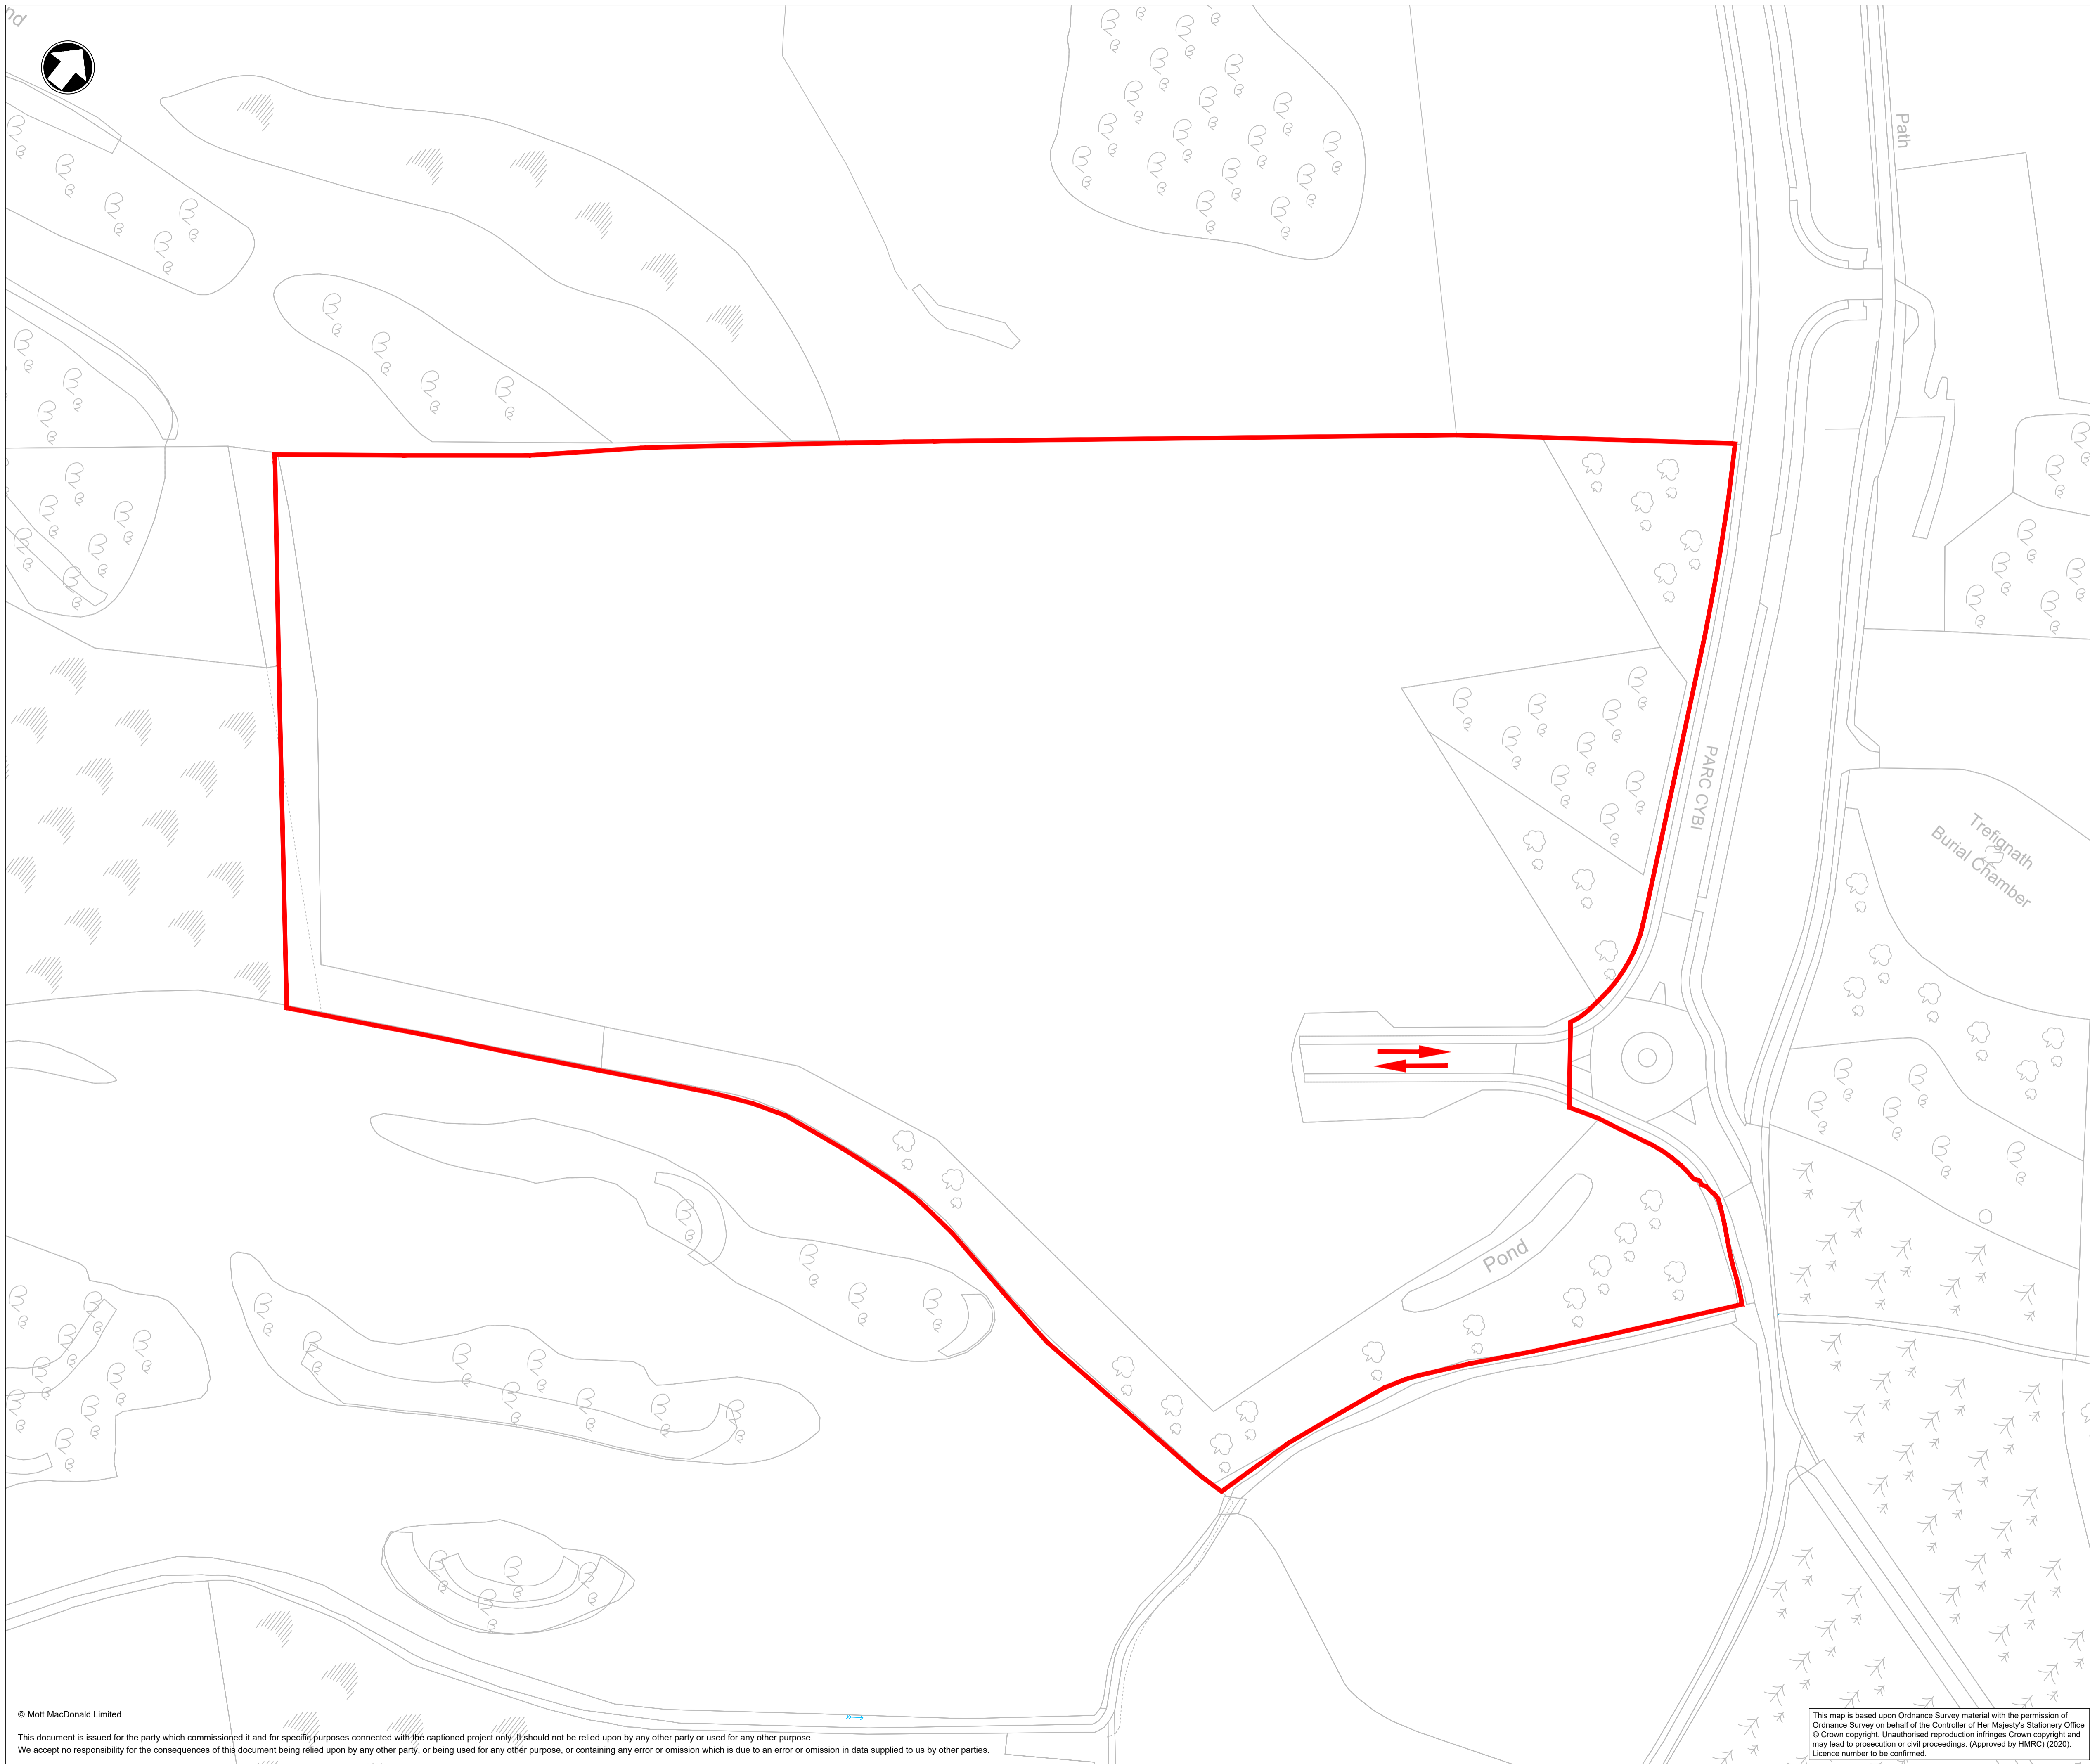 nd
Path
PARC CYBI
Trefignath
Burial Chamber
Pond
© Mott MacDonald Limited
This document is issued for the party which commissioned it and for specific purposes connected with the captioned project only. It should not be relied upon by any other party or used for any other purpose.
We accept no responsibility for the consequences of this document being relied upon by any other party, or being used for any other purpose, or containing any error or omission which is due to an error or omission in data supplied to us by other parties.
This map is based upon Ordnance Survey material with the permission of
Ordnance Survey on behalf of the Controller of Her Majesty's Stationery Office
© Crown copyright. Unauthorised reproduction infringes Crown copyright and
may lead to prosecution or civil proceedings. (Approved by HMRC) (2020).
Licence number to be confirmed.